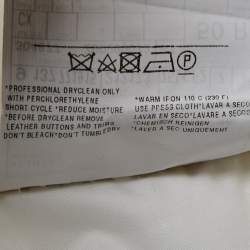 *PROFESSIONAL DRYCLEAN ONLY
WITH PERCHLORETHYLENE
SHORT CYCLE *REDUCE MOISTURE
*BEFORE DRYCLEAN REMOVE
LEATHER BUTTONS AND TRIMS
DON'T BLEACH*DON'T TUMBLEDRY
*WARM IRON 110 C (230 F)
USE PRESS CLOTH*LAVAR A SECO
LAVAR EN SECO*LAVARE A SECO
*CHEMISCH REINIGEN
*LAVER A SEC UNIQUEMENT